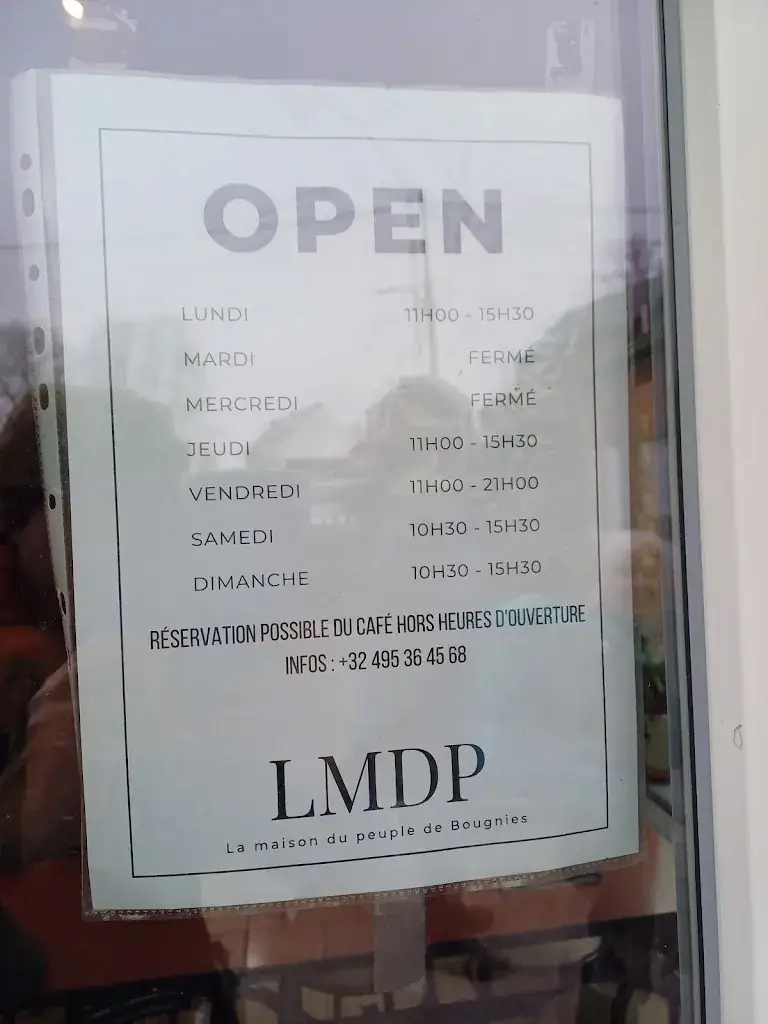 OPEN
LUNDI 11H00 - 15H30
MARDI FERMÉ
MERCREDI FERMÉ
JEUDI 11H00 - 15H30
VENDREDI 11H00 - 21H00
SAMEDI 10H30 - 15H30
DIMANCHE 10H30 - 15H30
RÉSERVATION POSSIBLE DU CAFÉ HORS HEURES D'OUVERTURE
INFOS : +32 495 36 45 68
LMDP
La maison du peuple de Bougnies